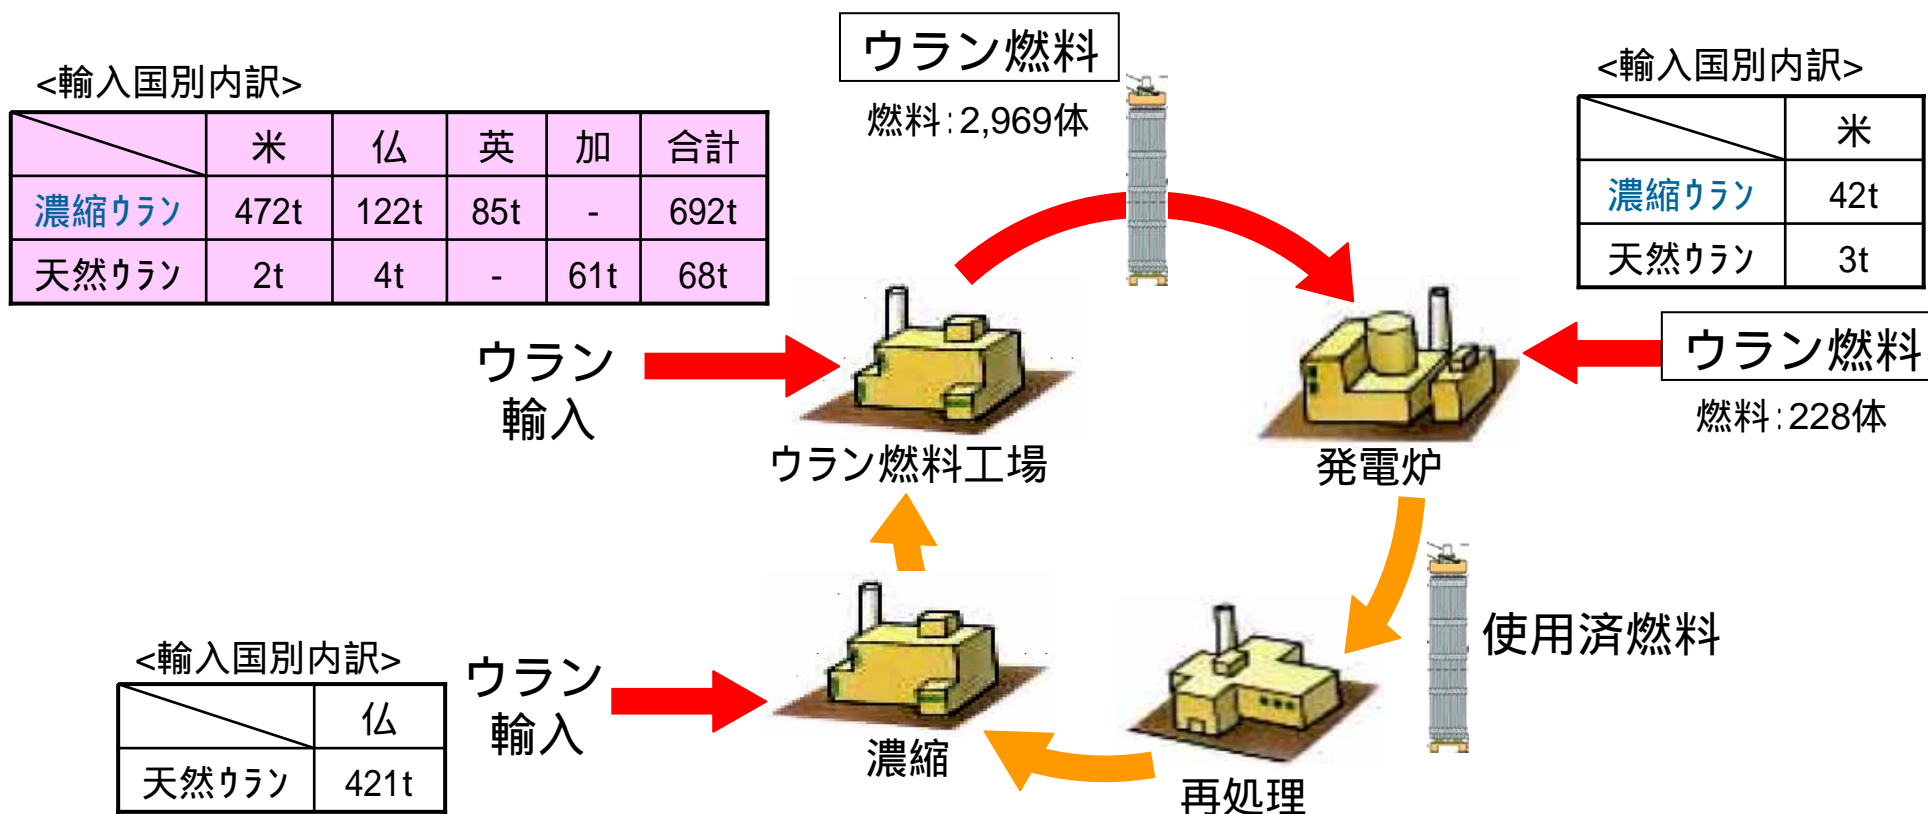 <輸入国別内訳>
米 仏 英 加 合計
濃縮ウラン 472t 122t 85t - 692t
天然ウラン 2t 4t - 61t 68t
ウラン燃料
燃料:2,969体
<輸入国別内訳>
米
濃縮ウラン 42t
天然ウラン 3t
ウラン
輸入
ウラン燃料工場
発電炉
ウラン燃料
燃料:228体
<輸入国別内訳>
仏
天然ウラン 421t
ウラン
輸入
濃縮
再処理
使用済燃料